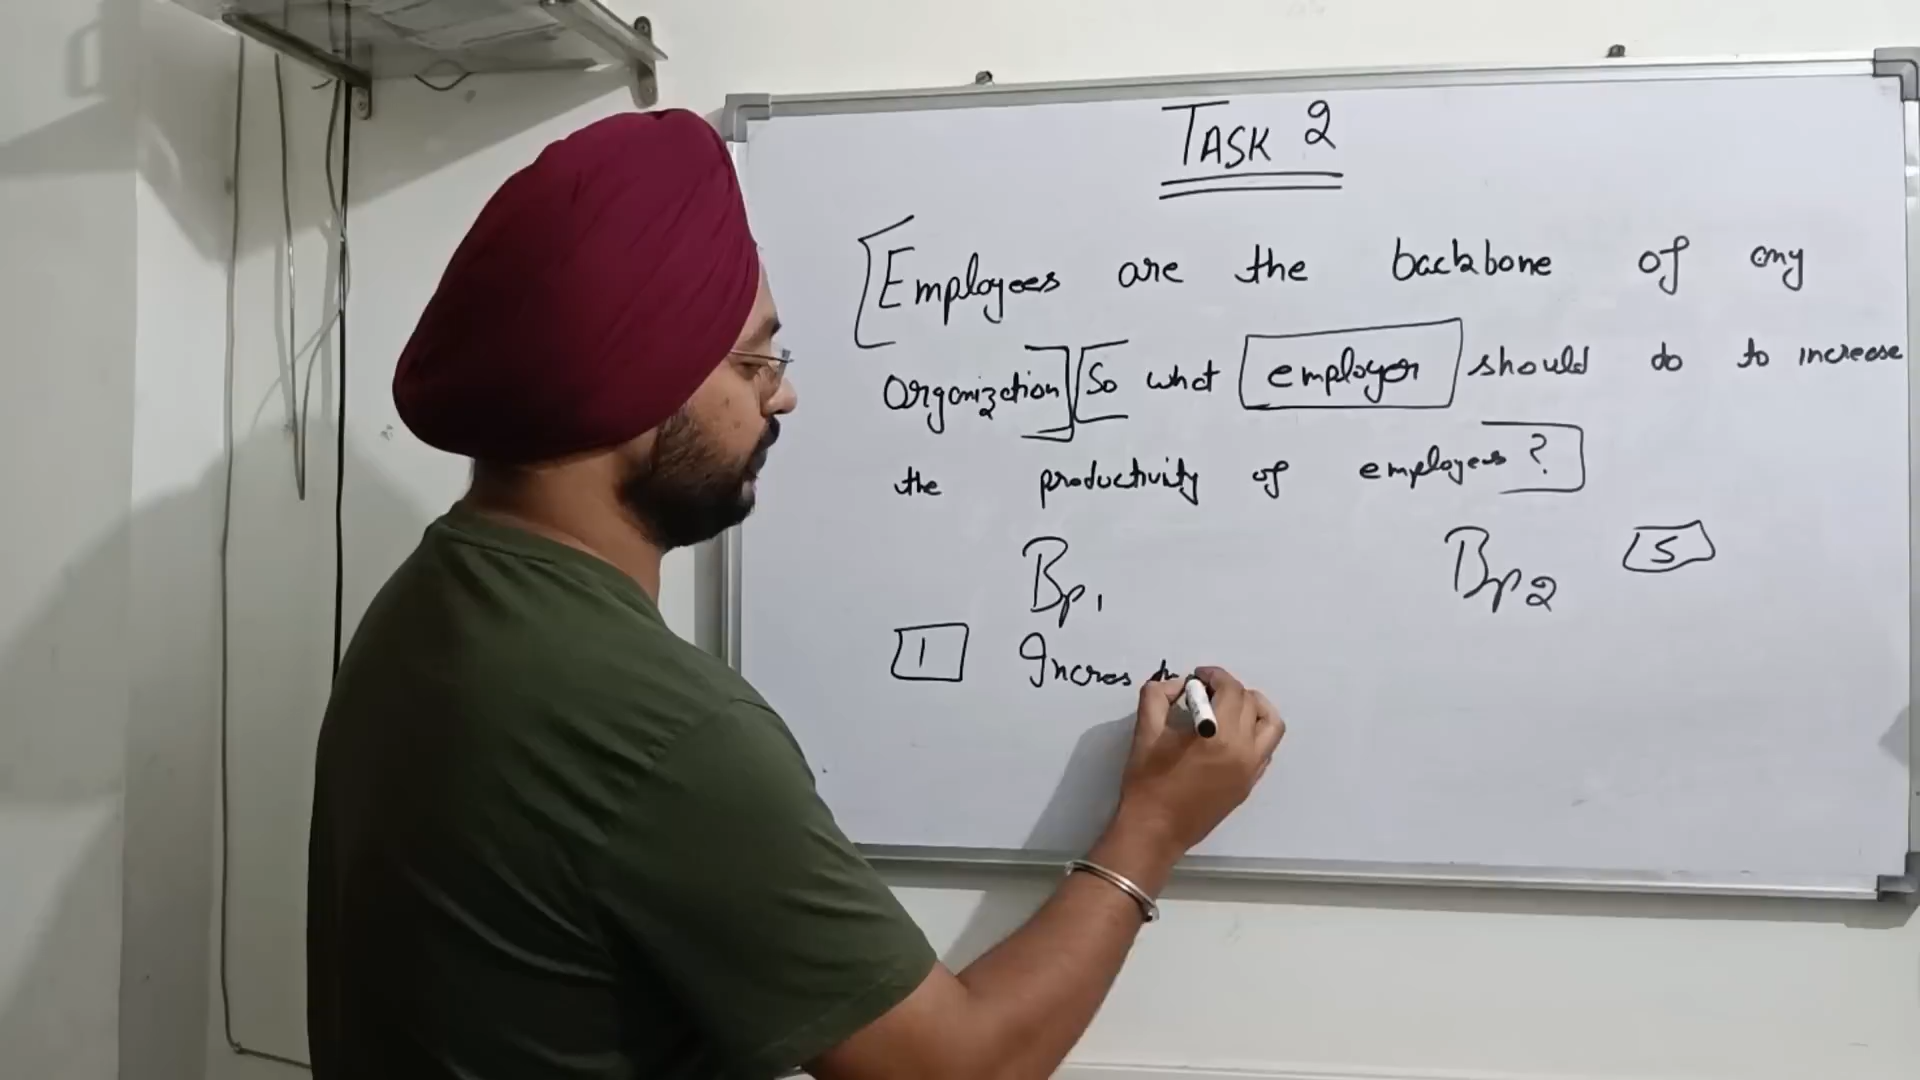 TASK 2
Employees are the backbone of any
Organization So what employer should do to increase
the productivity of employees?
Bp1 Bp2 5
1 Increas